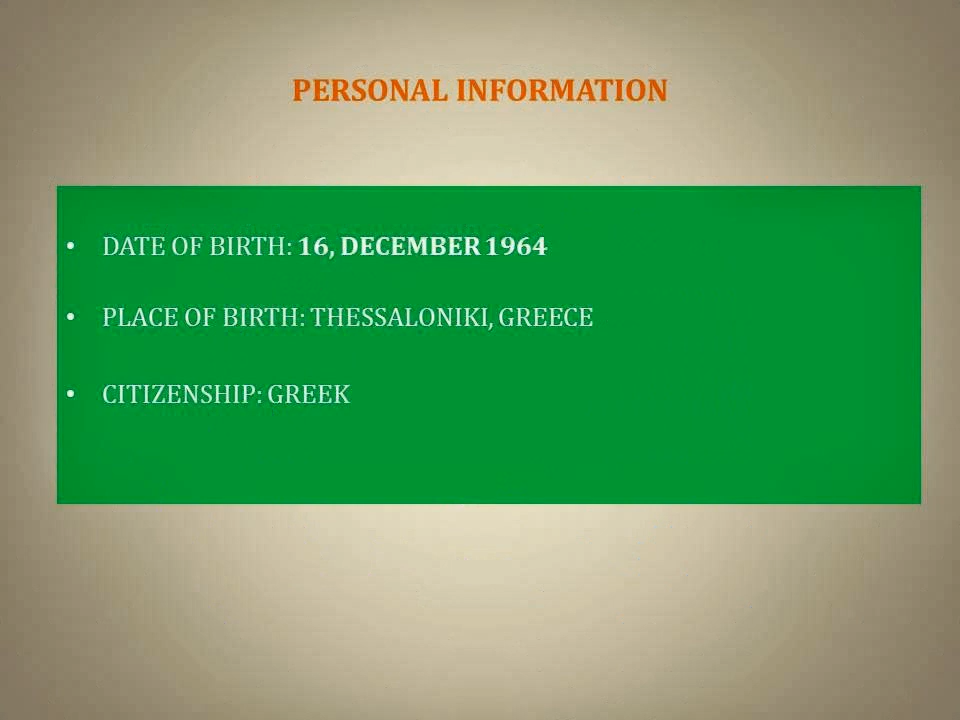 PERSONAL INFORMATION
• DATE OF BIRTH: 16, DECEMBER 1964
• PLACE OF BIRTH: THESSALONIKI, GREECE
• CITIZENSHIP: GREEK